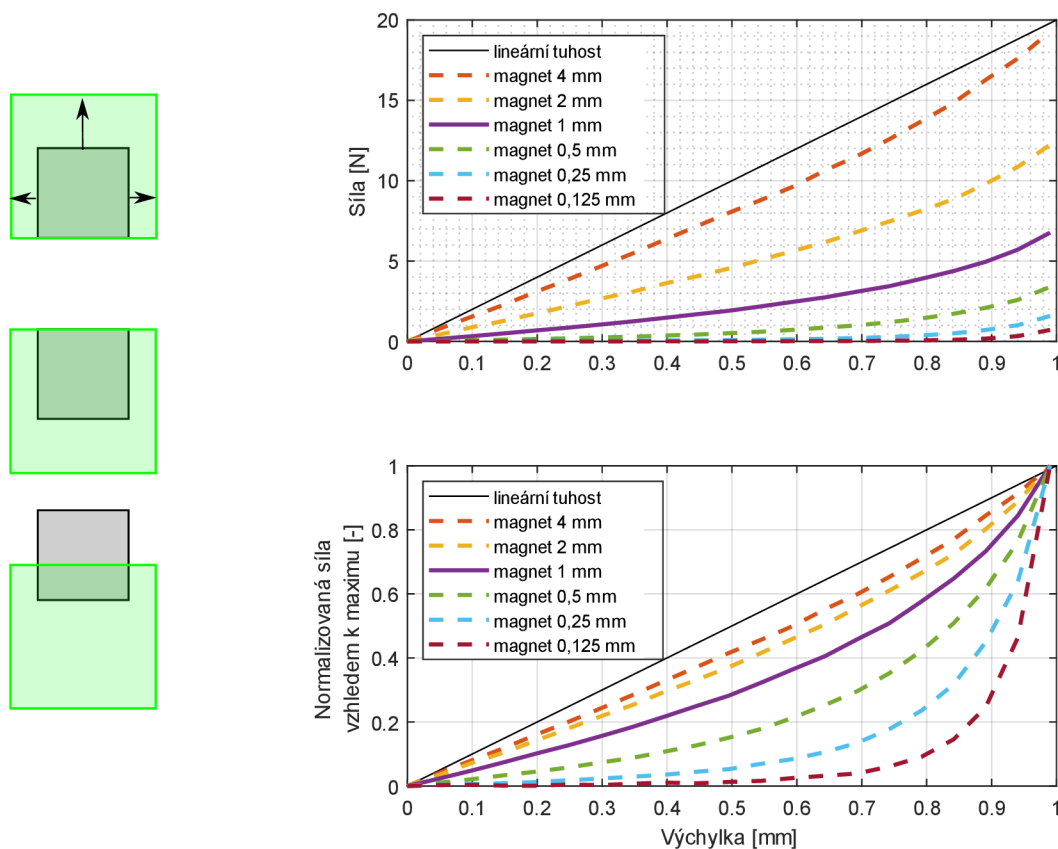 20
15
10
5
0
Síla [N]
lineární tuhost
magnet 4 mm
magnet 2 mm
magnet 1 mm
magnet 0,5 mm
magnet 0,25 mm
magnet 0,125 mm
0 0.1 0.2 0.3 0.4 0.5 0.6 0.7 0.8 0.9 1
1
0.8
0.6
0.4
0.2
0
Normalizovaná síla
vzhledem k maximu [-]
lineární tuhost
magnet 4 mm
magnet 2 mm
magnet 1 mm
magnet 0,5 mm
magnet 0,25 mm
magnet 0,125 mm
0 0.1 0.2 0.3 0.4 0.5 0.6 0.7 0.8 0.9 1
Výchylka [mm]